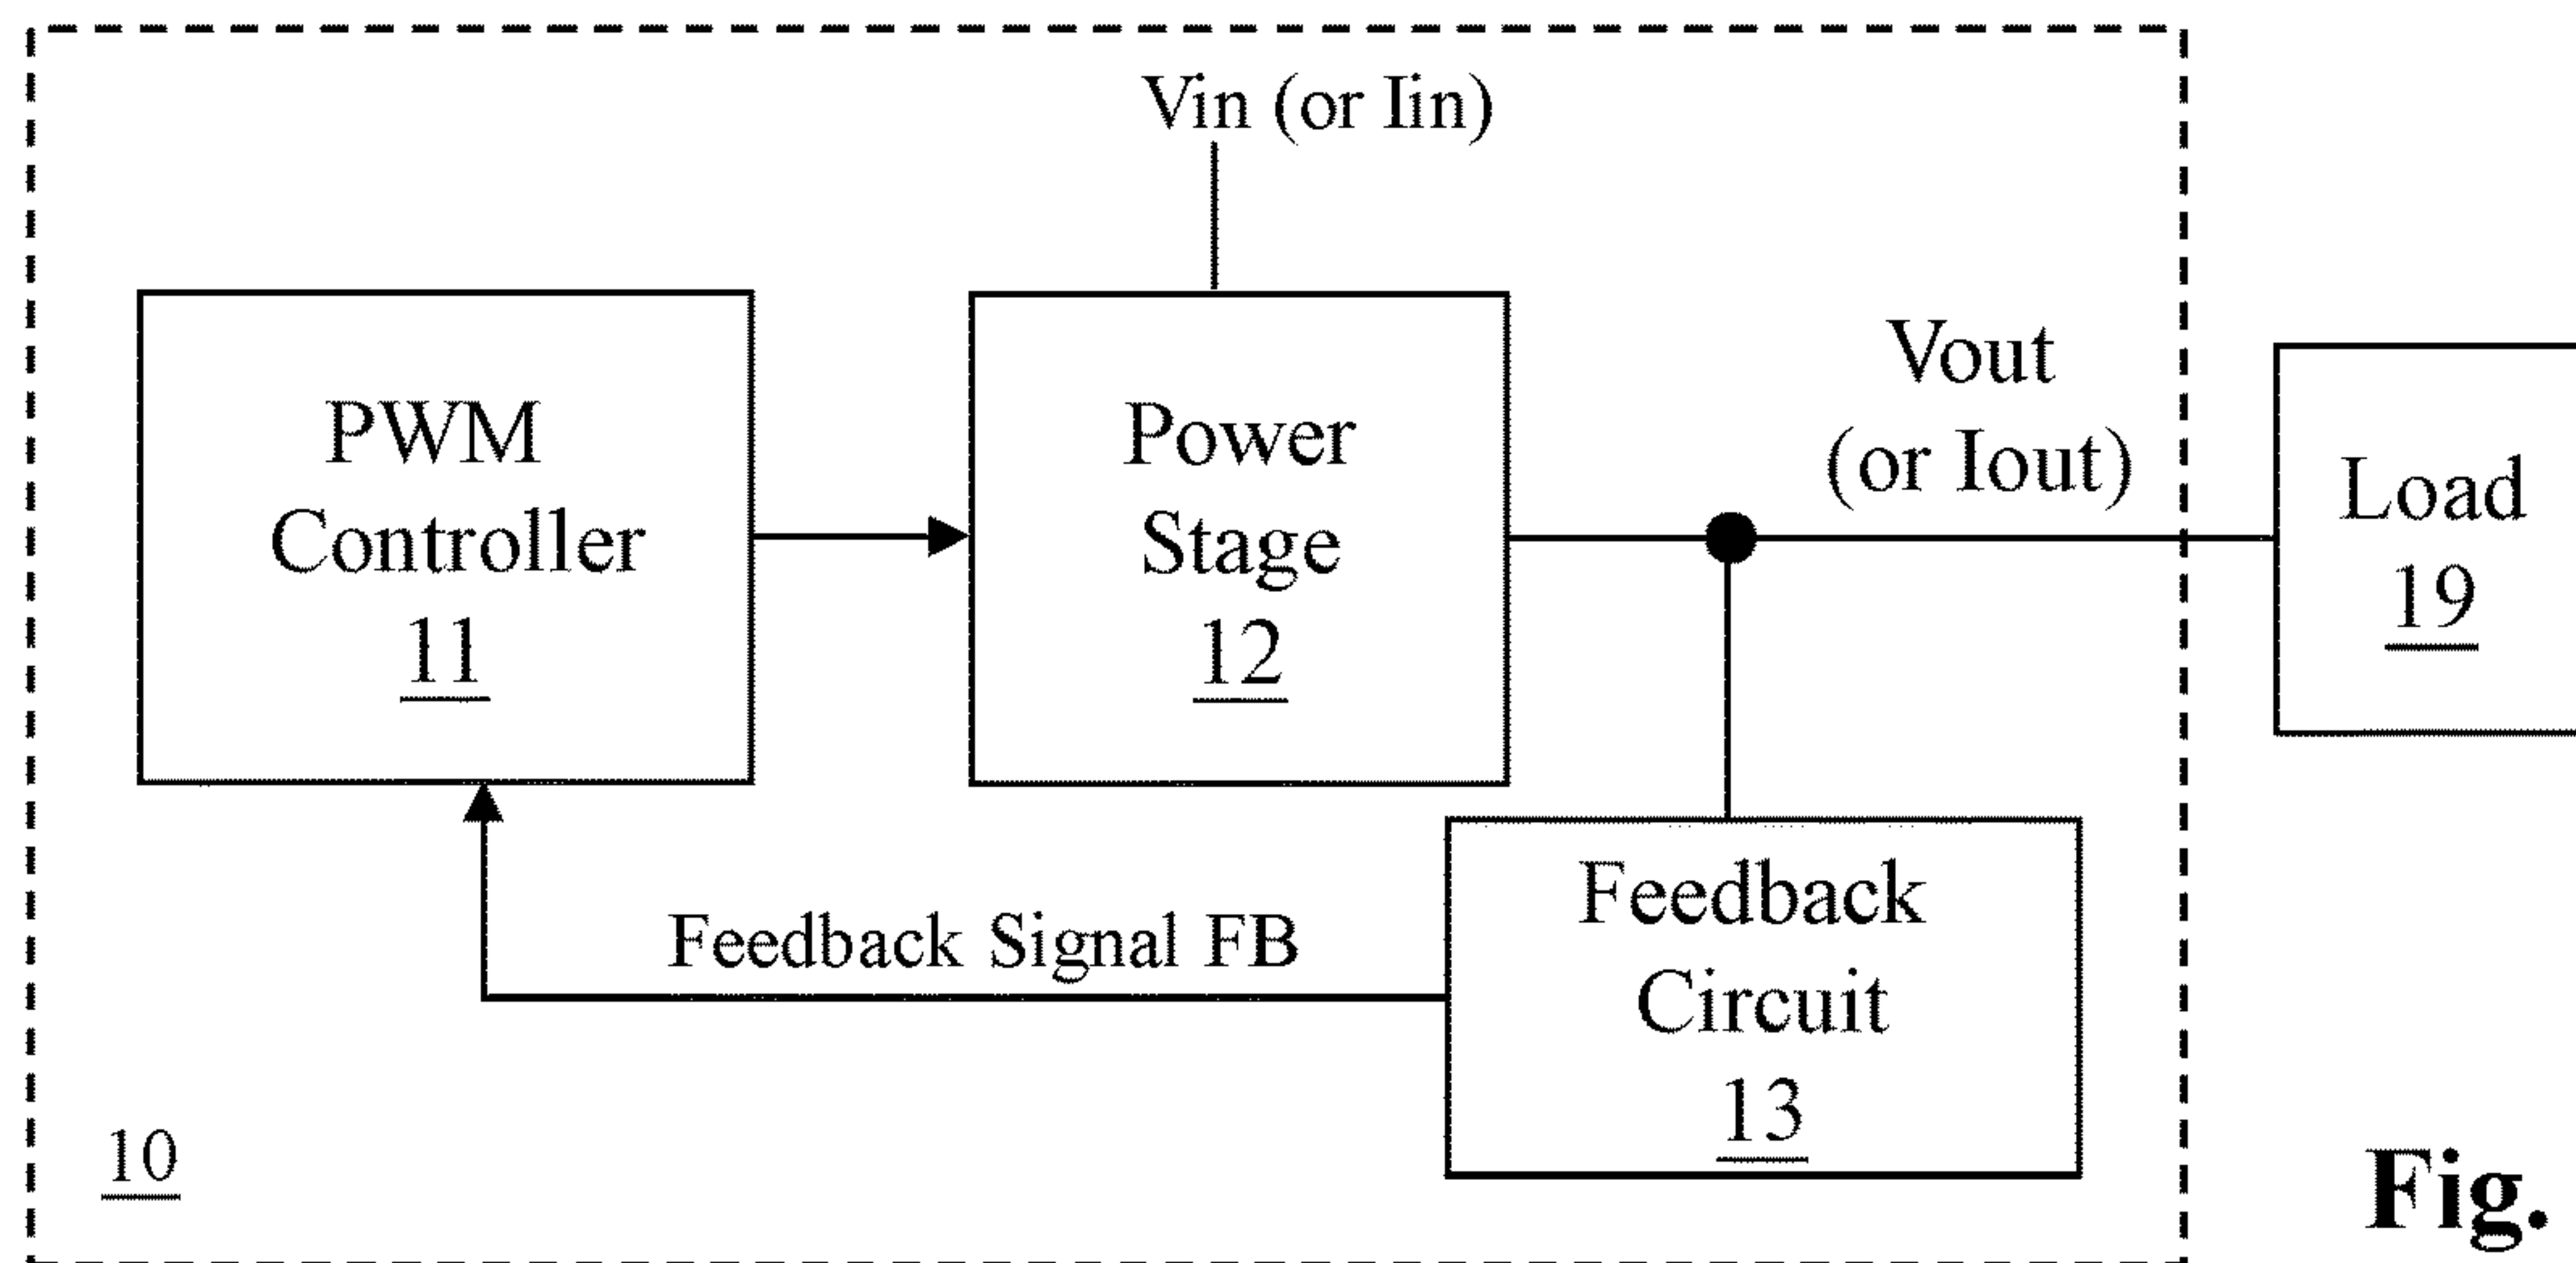 Vin (or Iin)
PWM
Controller
11
Power
Stage
12
Vout
(or Iout)
Load
19
Feedback Signal FB
Feedback
Circuit
13
10
Fig.